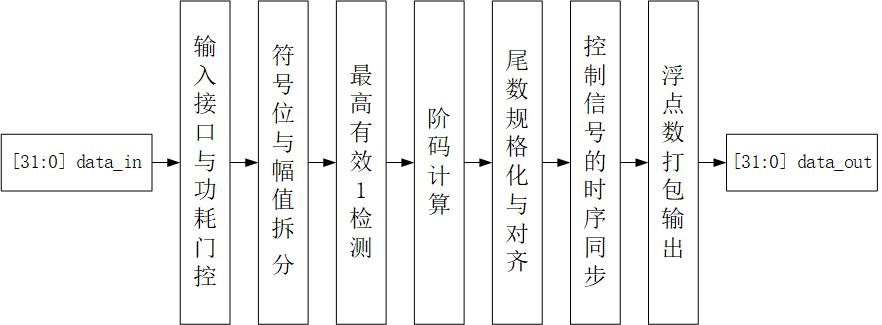 [31:0] data_in
输入接口与功耗门控
符号位与幅值拆分
最高有效1检测
阶码计算
尾数规格化与对齐
控制信号的时序同步
浮点数打包输出
[31:0] data_out